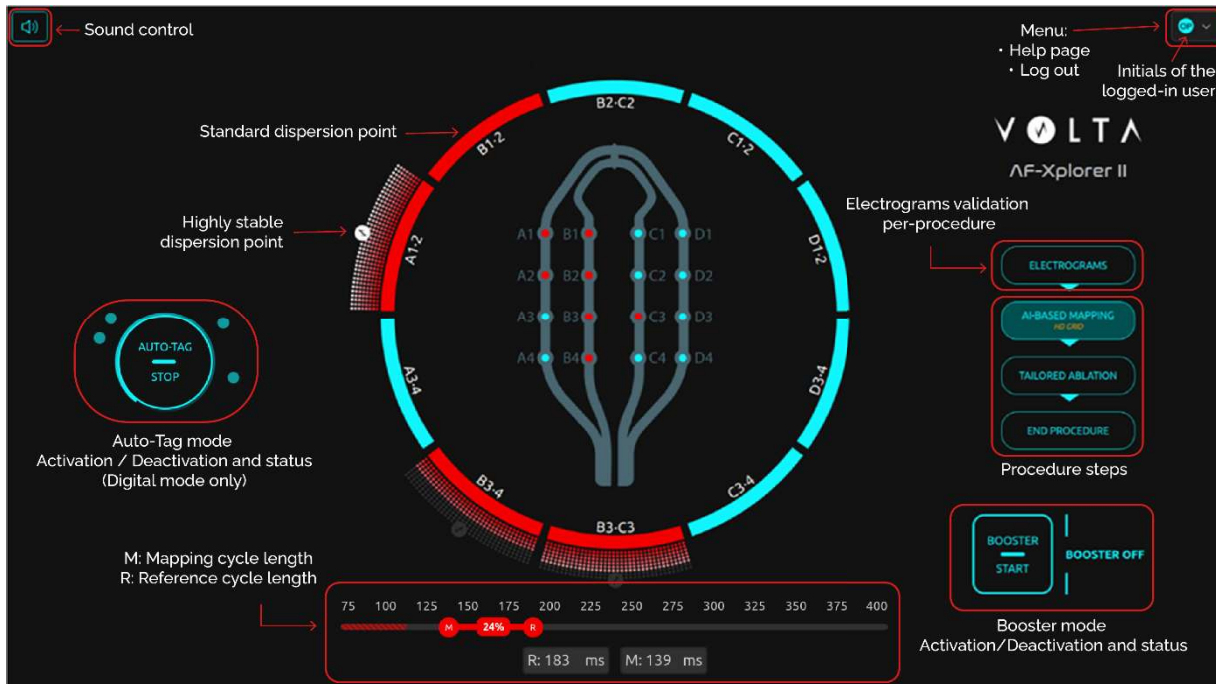 Sound control
Menu:
· Help page
· Log out
OP
Initials of the
logged-in user
VOLTA
AF-Xplorer II
Standard dispersion point
Highly stable
dispersion point
B2·C2
B1·2
C1·2
A1·2
D1·2
A3·4
D3·4
B3·4
C3·4
B3·C3
A1 B1 C1 D1
A2 B2 C2 D2
A3 B3 C3 D3
A4 B4 C4 D4
Electrograms validation
per-procedure
ELECTROGRAMS
AI-BASED MAPPING
HD GRID
TAILORED ABLATION
END PROCEDURE
Procedure steps
AUTO-TAG
STOP
Auto-Tag mode
Activation / Deactivation and status
(Digital mode only)
BOOSTER
START
BOOSTER OFF
Booster mode
Activation/Deactivation and status
M: Mapping cycle length
R: Reference cycle length
75 100 125 150 175 200 225 250 275 300 325 350 375 400
M 24% R
R: 183 ms M: 139 ms